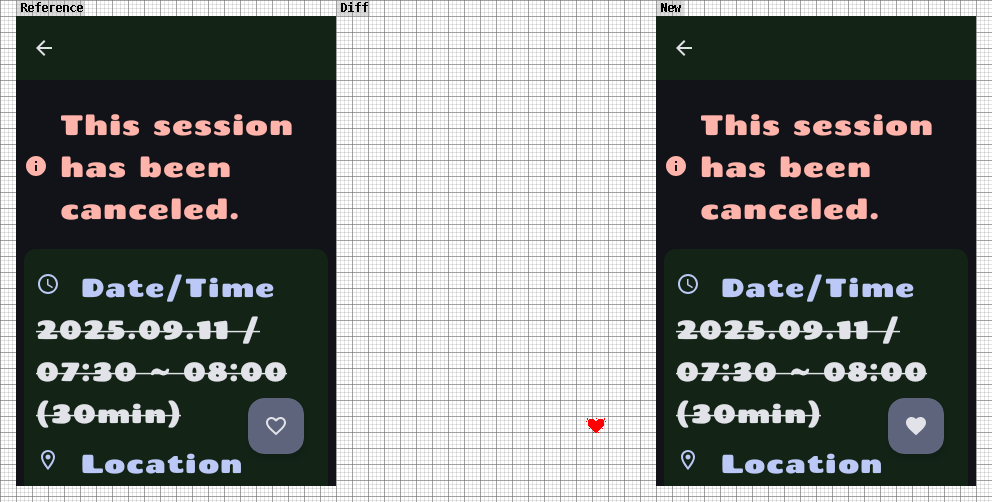 Reference
Diff
New
This session
has been
canceled.
Date/Time
2025.09.11 /
07:30 ~ 08:00
(30min)
Location
This session
has been
canceled.
Date/Time
2025.09.11 /
07:30 ~ 08:00
(30min)
Location